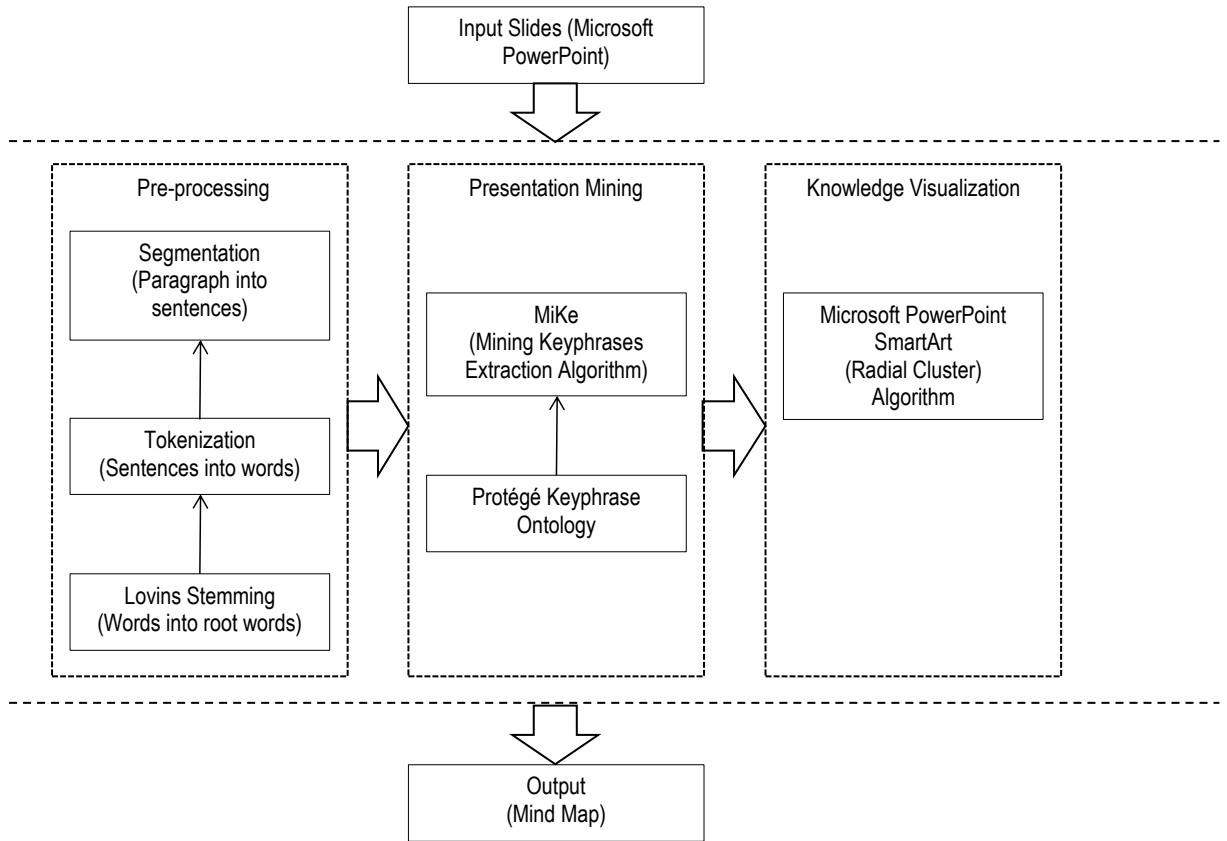 Input Slides (Microsoft
PowerPoint)
Pre-processing
Segmentation
(Paragraph into
sentences)
Tokenization
(Sentences into words)
Lovins Stemming
(Words into root words)
Presentation Mining
MiKe
(Mining Keyphrases
Extraction Algorithm)
Protégé Keyphrase
Ontology
Knowledge Visualization
Microsoft PowerPoint
SmartArt
(Radial Cluster)
Algorithm
Output
(Mind Map)